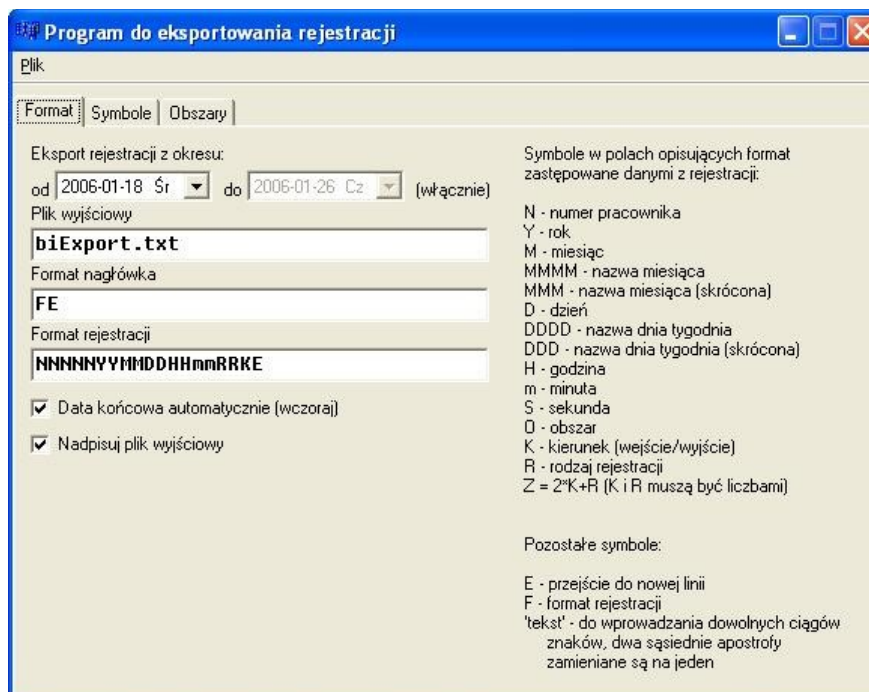 Program do eksportowania rejestracji
Plik
Format Symbole Obszary
Eksport rejestracji z okresu:
od 2006-01-18 Śr do 2006-01-26 Cz (włącznie)
Plik wyjściowy
biExport.txt
Format nagłówka
FE
Format rejestracji
NNNNNYYMMDDHHmmRRKE
Data końcowa automatycznie (wczoraj)
Nadpisuj plik wyjściowy
Symbole w polach opisujących format
zastępowane danymi z rejestracji:
N - numer pracownika
Y - rok
M - miesiąc
MMMM - nazwa miesiąca
MMM - nazwa miesiąca (skrócona)
D - dzień
DDDD - nazwa dnia tygodnia
DDD - nazwa dnia tygodnia (skrócona)
H - godzina
m - minuta
S - sekunda
O - obszar
K - kierunek (wejście/wyjście)
R - rodzaj rejestracji
Z = 2*K+R (K i R muszą być liczbami)
Pozostałe symbole:
E - przejście do nowej linii
F - format rejestracji
'tekst' - do wprowadzania dowolnych ciągów
znaków, dwa sąsiednie apostrofy
zamieniane są na jeden